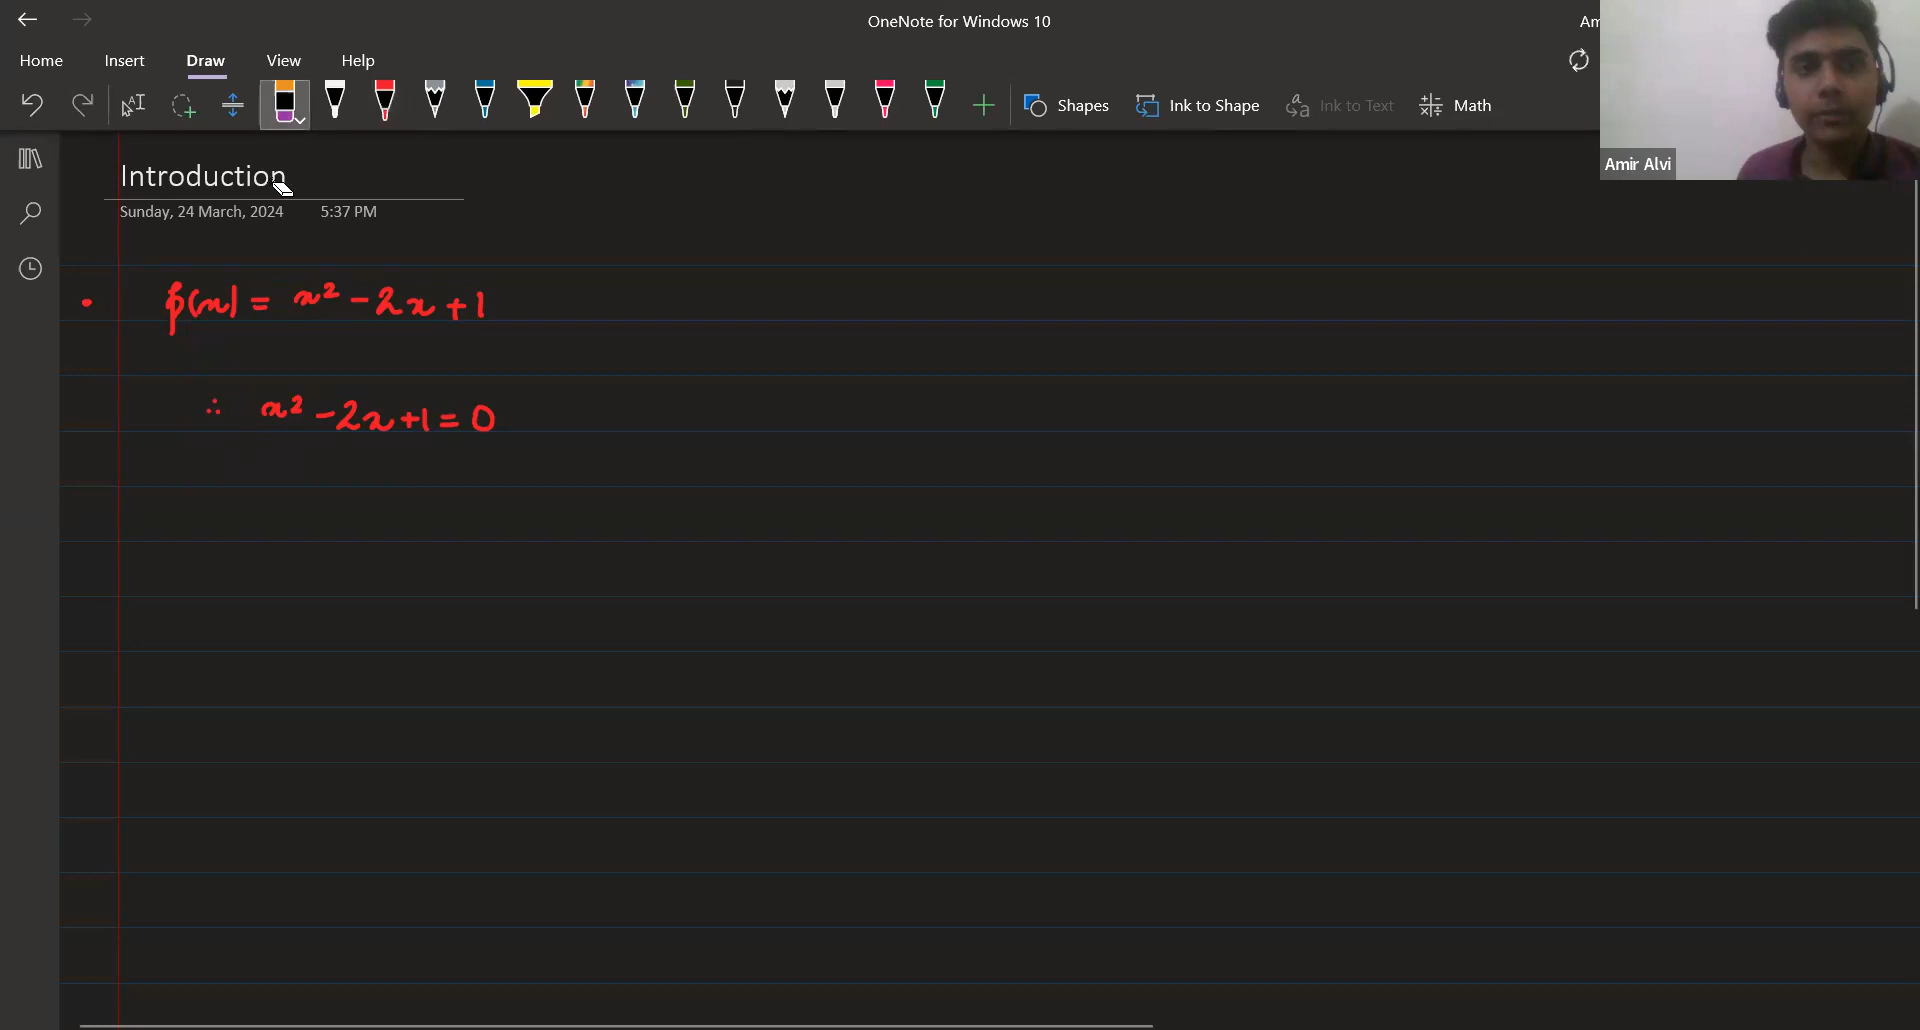 OneNote for Windows 10
Am
Home Insert Draw View Help
Shapes Ink to Shape Ink to Text Math
Amir Alvi
Introduction
Sunday, 24 March, 2024 5:37 PM
• p(x) = x² - 2x + 1
∴ x² - 2x + 1 = 0